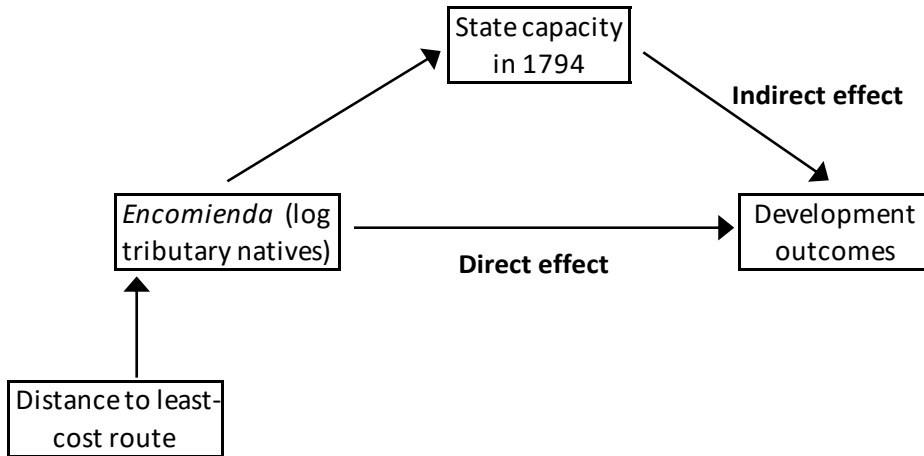 State capacity
in 1794
Indirect effect
Encomienda (log
tributary natives)
Development
outcomes
Direct effect
Distance to least-
cost route